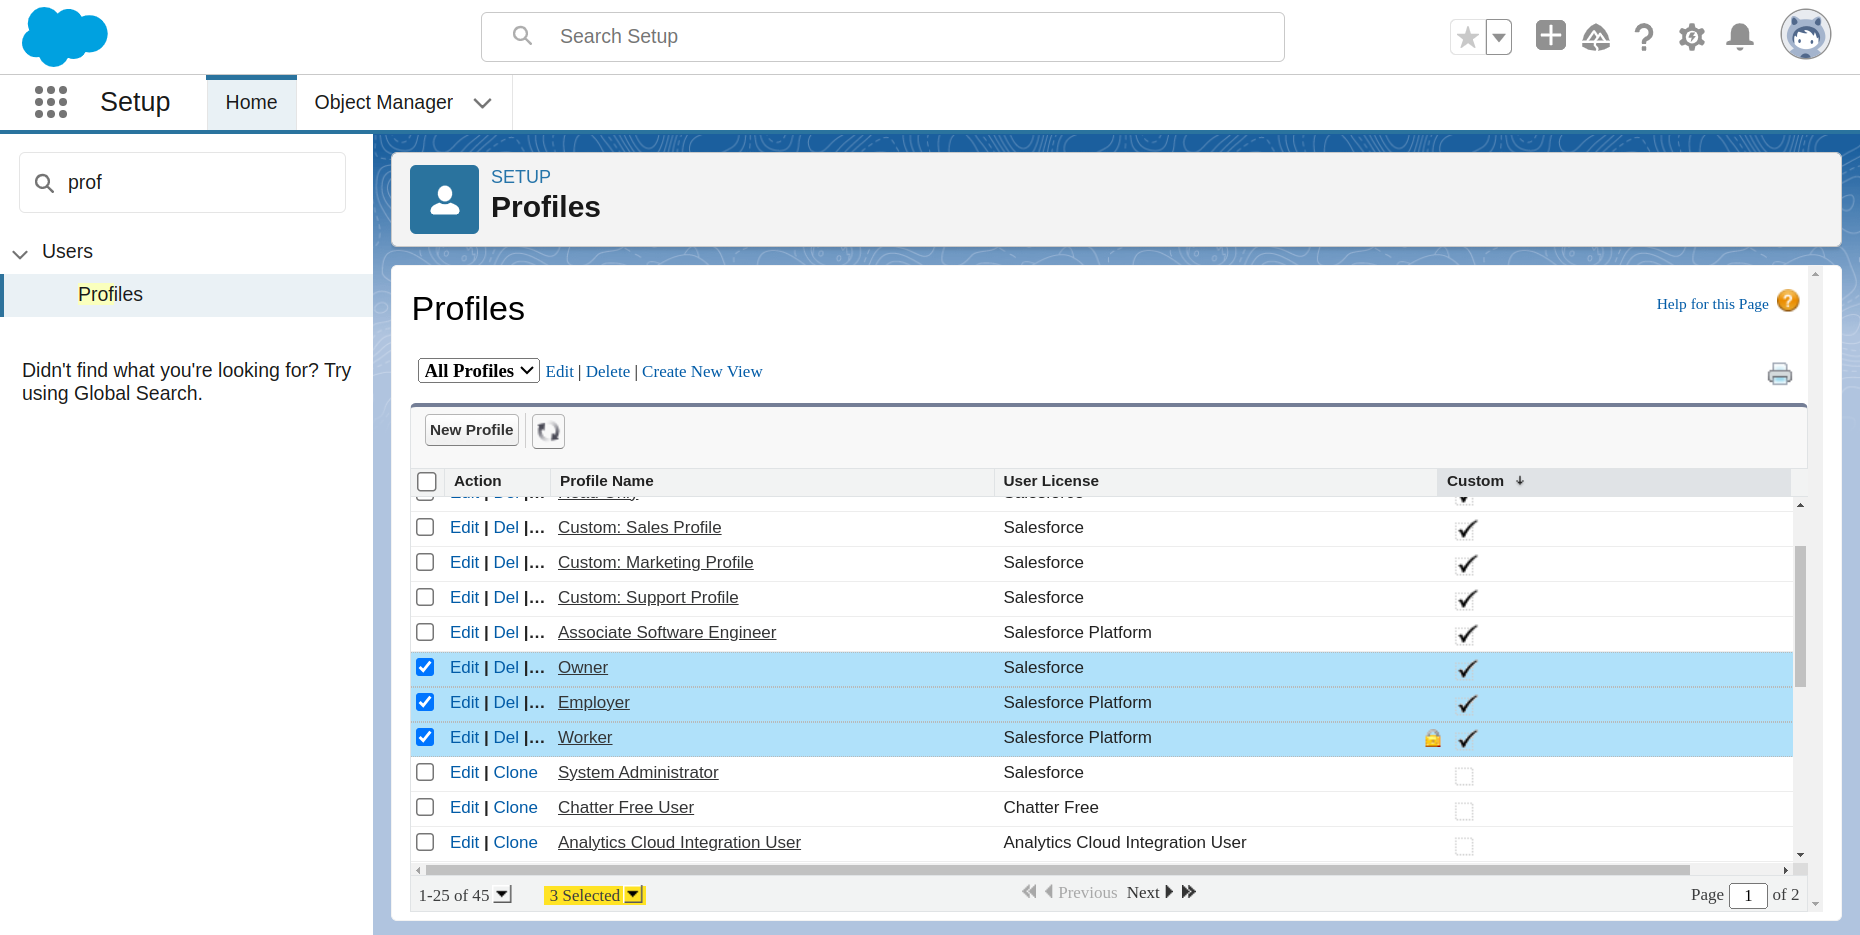 Search Setup
Setup
Home
Object Manager
prof
Users
Profiles
Didn't find what you're looking for? Try
using Global Search.
SETUP
Profiles
Profiles
Help for this Page
All Profiles Edit | Delete | Create New View
New Profile
Action Profile Name User License Custom
Edit | Del |... Read Only Salesforce
Edit | Del |... Custom: Sales Profile Salesforce
Edit | Del |... Custom: Marketing Profile Salesforce
Edit | Del |... Custom: Support Profile Salesforce
Edit | Del |... Associate Software Engineer Salesforce Platform
Edit | Del |... Owner Salesforce
Edit | Del |... Employer Salesforce Platform
Edit | Del |... Worker Salesforce Platform
Edit | Clone System Administrator Salesforce
Edit | Clone Chatter Free User Chatter Free
Edit | Clone Analytics Cloud Integration User Analytics Cloud Integration User
1-25 of 45 3 Selected Previous Next Page 1 of 2